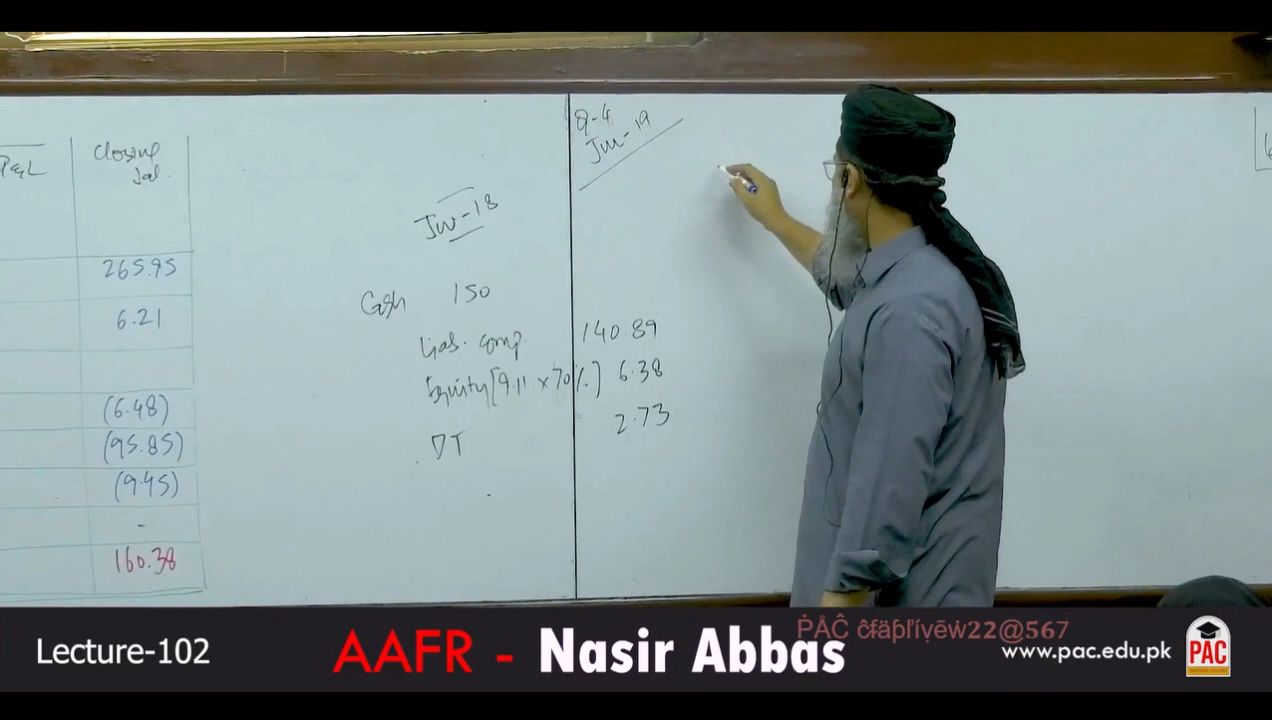 P&L
Closing
bal.
265.95
6.21
(6.48)
(95.85)
(9.45)
-
160.38
Jun-18
Cash 150
Liab. comp. 140.89
Equity [9.11 x 70%] 6.38
DT 2.73
Q-4
Jun-19
Lecture-102
AAFR - Nasir Abbas
www.pac.edu.pk
PAC